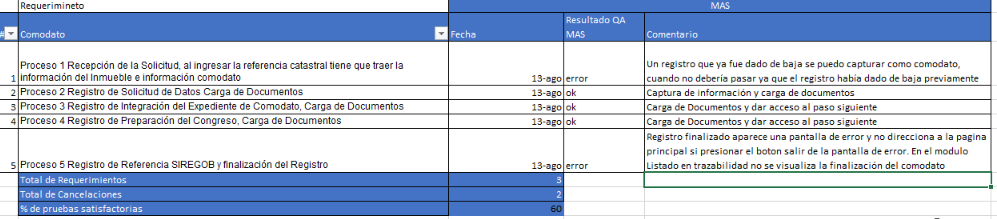 Requerimineto MAS
# Comodato Fecha Resultado QA MAS Comentario
1 Proceso 1 Recepción de la Solicitud, al ingresar la referencia catastral tiene que traer la información del Inmueble e información comodato 13-ago error Un registro que ya fue dado de baja se puedo capturar como comodato, cuando no debería pasar ya que el registro había dado de baja previamente
2 Proceso 2 Registro de Solicitud de Datos Carga de Documentos 13-ago ok Captura de información y carga de documentos
3 Proceso 3 Registro de Integración del Expediente de Comodato, Carga de Documentos 13-ago ok Carga de Documentos y dar acceso al paso siguiente
4 Proceso 4 Registro de Preparación del Congreso, Carga de Documentos 13-ago ok Carga de Documentos y dar acceso al paso siguiente
5 Proceso 5 Registro de Referencia SIREGOB y finalización del Registro 13-ago error Registro finalizado aparece una pantalla de error y no direcciona a la pagina principal si presionar el boton salir de la pantalla de error. En el modulo Listado en trazabilidad no se visualiza la finalización del comodato
Total de Requerimientos 3
Total de Cancelaciones 2
% de pruebas satisfactorias 60